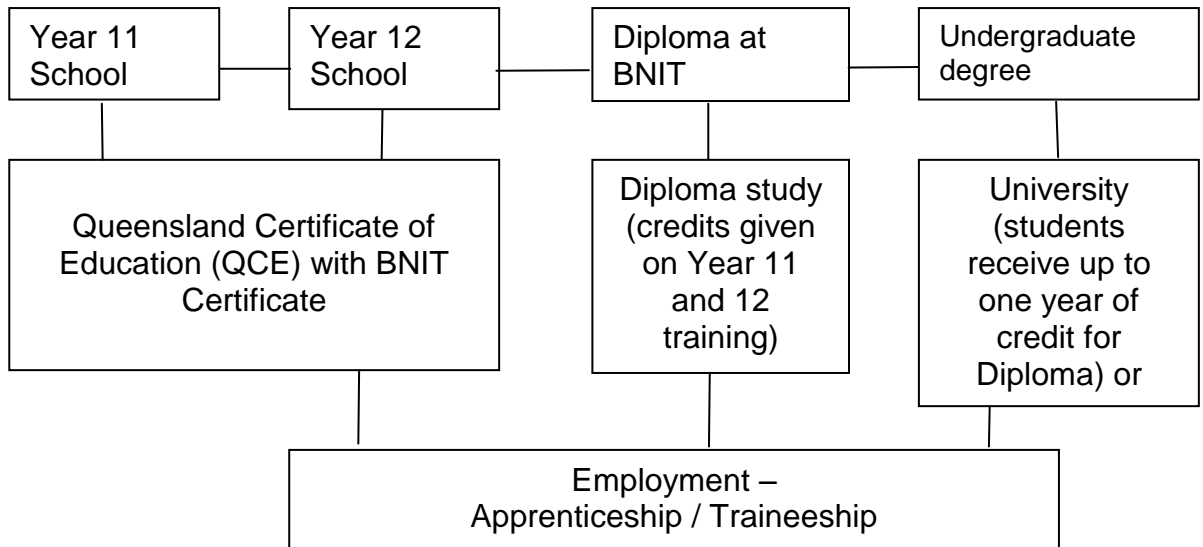 Year 11
School
Year 12
School
Diploma at
BNIT
Undergraduate
degree
Queensland Certificate of
Education (QCE) with BNIT
Certificate
Diploma study
(credits given
on Year 11
and 12
training)
University
(students
receive up to
one year of
credit for
Diploma) or
Employment –
Apprenticeship / Traineeship